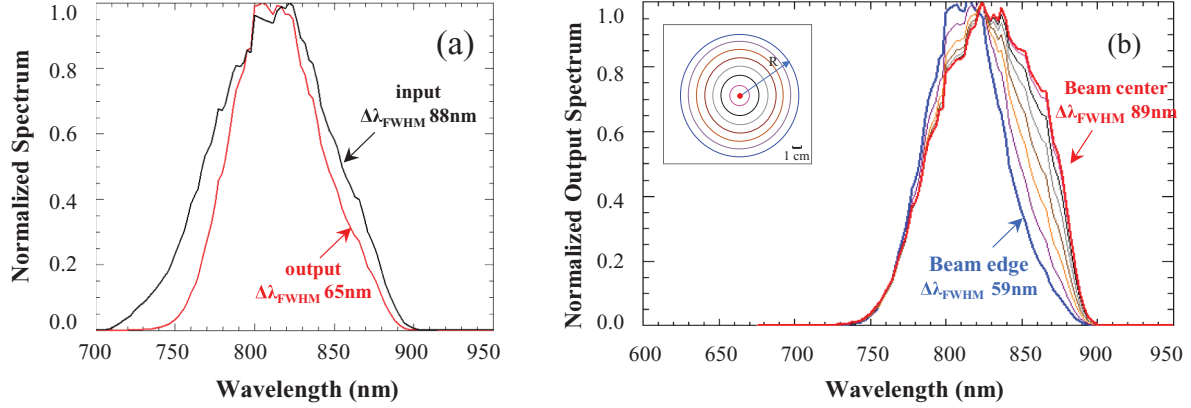 (a)
input
Δλ_FWHM 88nm
output
Δλ_FWHM 65nm
Normalized Spectrum
1.0
0.8
0.6
0.4
0.2
0.0
700 750 800 850 900 950
Wavelength (nm)
(b)
R
1 cm
Beam center
Δλ_FWHM 89nm
Beam edge
Δλ_FWHM 59nm
Normalized Output Spectrum
1.0
0.8
0.6
0.4
0.2
0.0
600 650 700 750 800 850 900 950
Wavelength (nm)